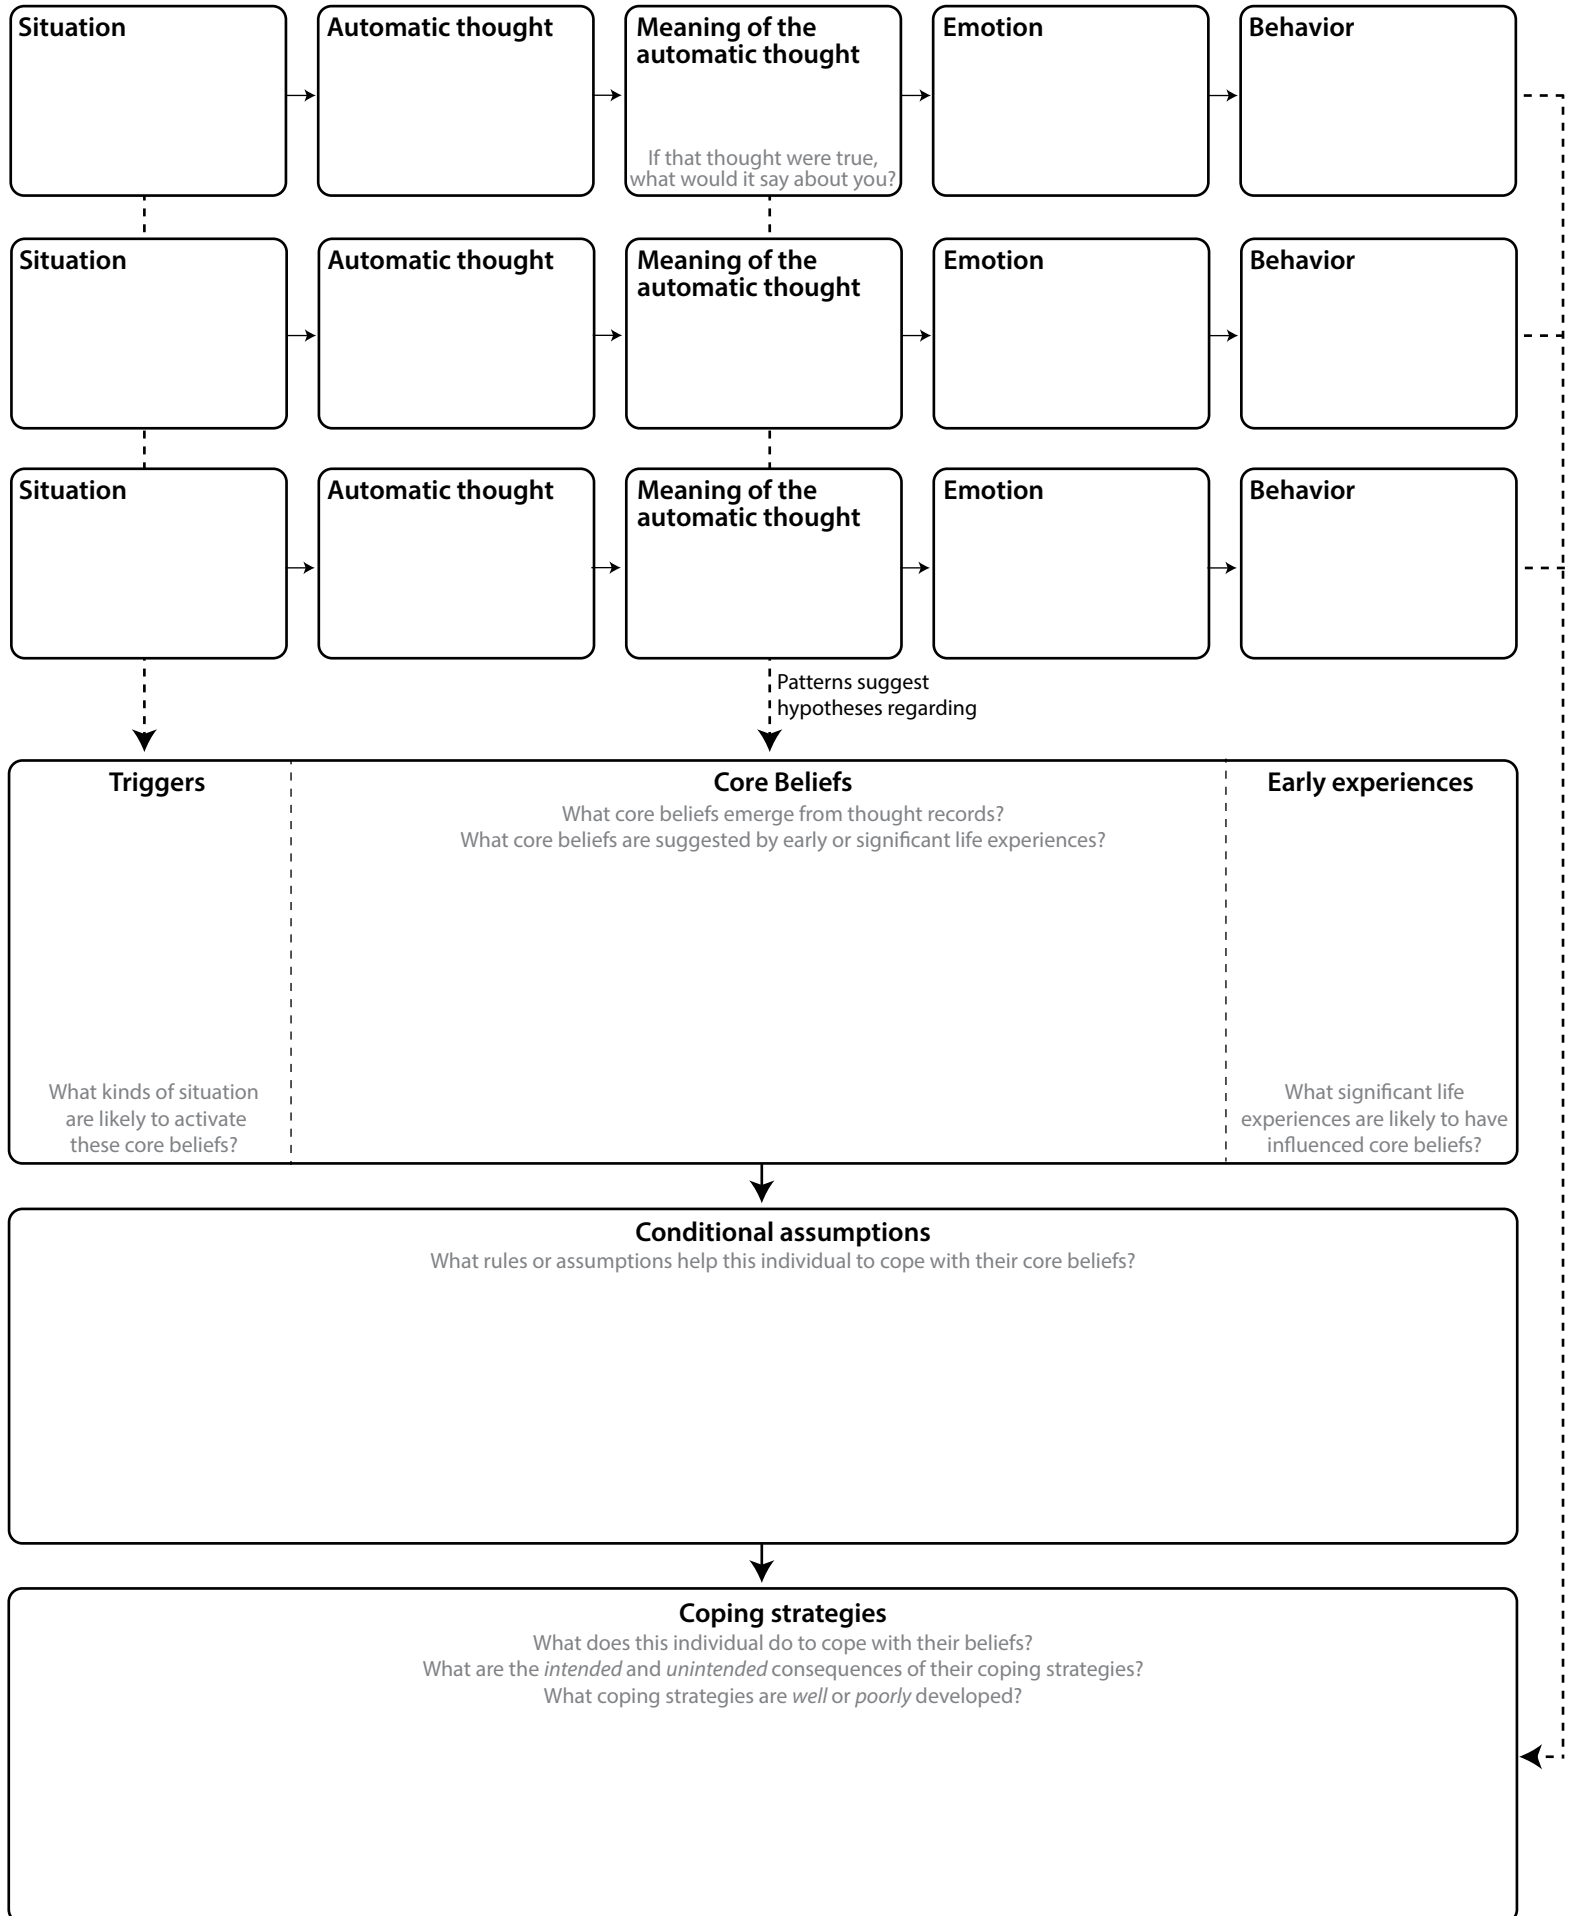 Situation
Automatic thought
Meaning of the
automatic thought
If that thought were true,
what would it say about you?
Emotion
Behavior
Situation
Automatic thought
Meaning of the
automatic thought
Emotion
Behavior
Situation
Automatic thought
Meaning of the
automatic thought
Emotion
Behavior
Patterns suggest
hypotheses regarding
Triggers
What kinds of situation
are likely to activate
these core beliefs?
Core Beliefs
What core beliefs emerge from thought records?
What core beliefs are suggested by early or significant life experiences?
Early experiences
What significant life
experiences are likely to have
influenced core beliefs?
Conditional assumptions
What rules or assumptions help this individual to cope with their core beliefs?
Coping strategies
What does this individual do to cope with their beliefs?
What are the intended and unintended consequences of their coping strategies?
What coping strategies are well or poorly developed?